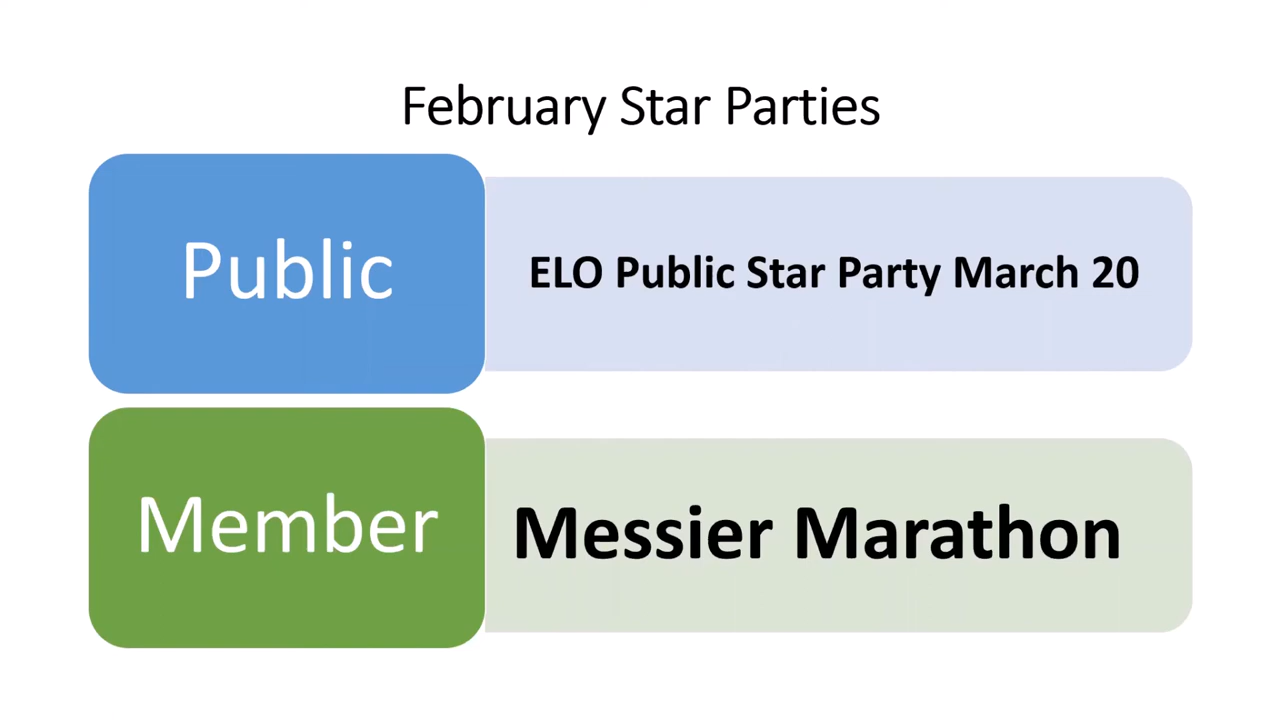 February Star Parties
Public
ELO Public Star Party March 20
Member
Messier Marathon